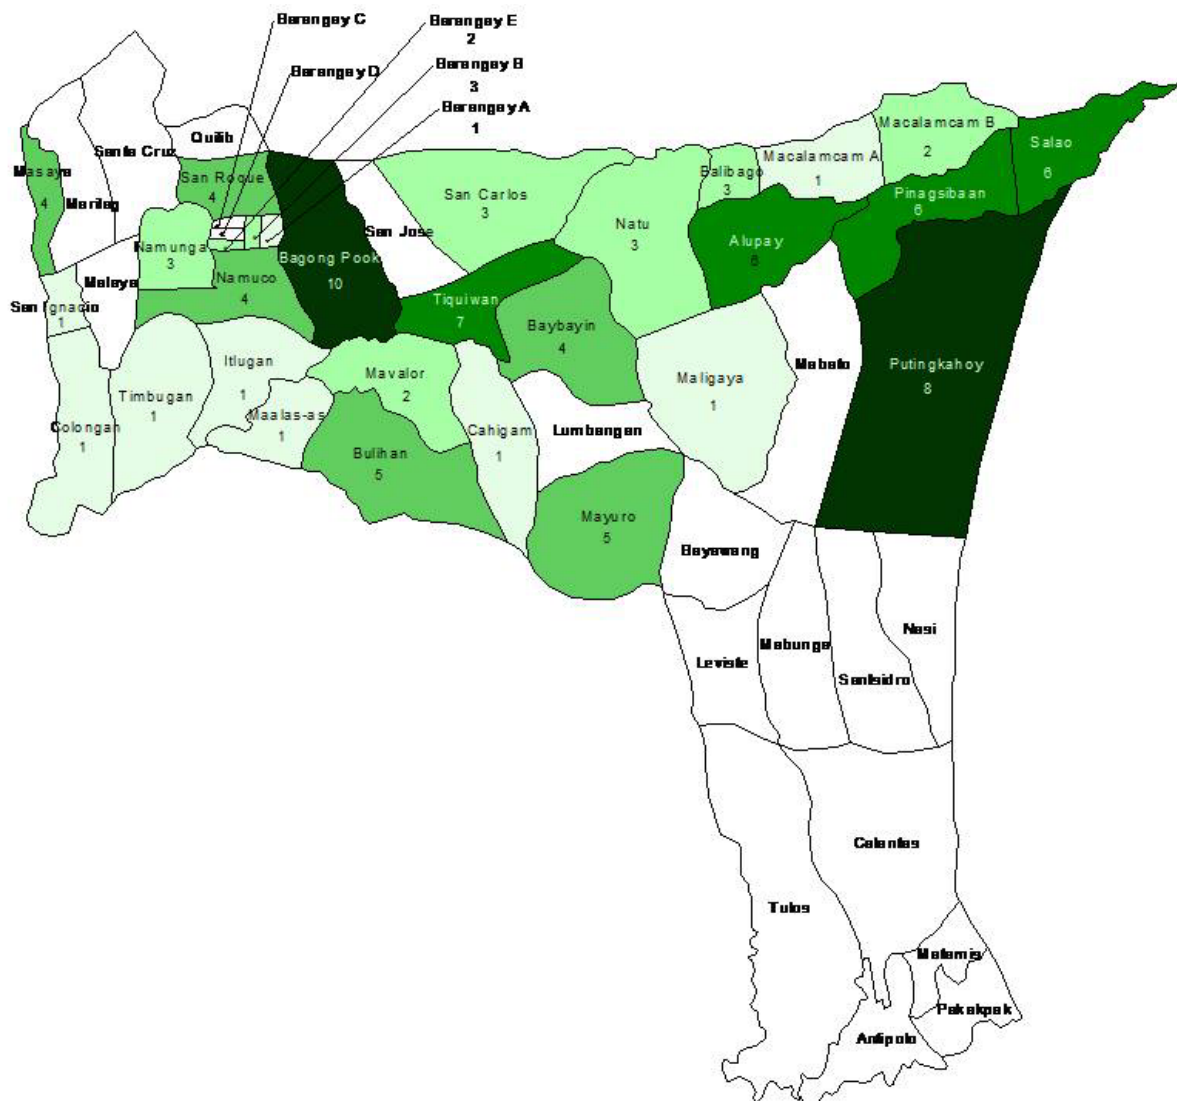 Barangay C
Barangay E
2
Barangay D
Barangay B
3
Barangay A
1
Quilib
Santa Cruz
Masaya
4
Marilag
San Roque
4
San Carlos
3
Balibago
3
Macalamcam A
1
Macalamcam B
2
Salao
6
Pinagsibaan
6
Natu
3
Alupay
6
San Jose
Namunga
3
Bagong Pook
10
Malaya
Namuco
4
San Ignacio
1
Tiquiwan
7
Baybayin
4
Mabato
Putingkahoy
8
Itlugan
1
Mavalor
2
Maligaya
1
Timbugan
1
Maalas-as
1
Colongan
1
Cahigam
1
Lumbangan
Bulihan
5
Mayuro
5
Bayawang
Leviste
Mabunga
Nasi
Santsidro
Calantas
Tulos
Matamis
Pakakpak
Antipolo